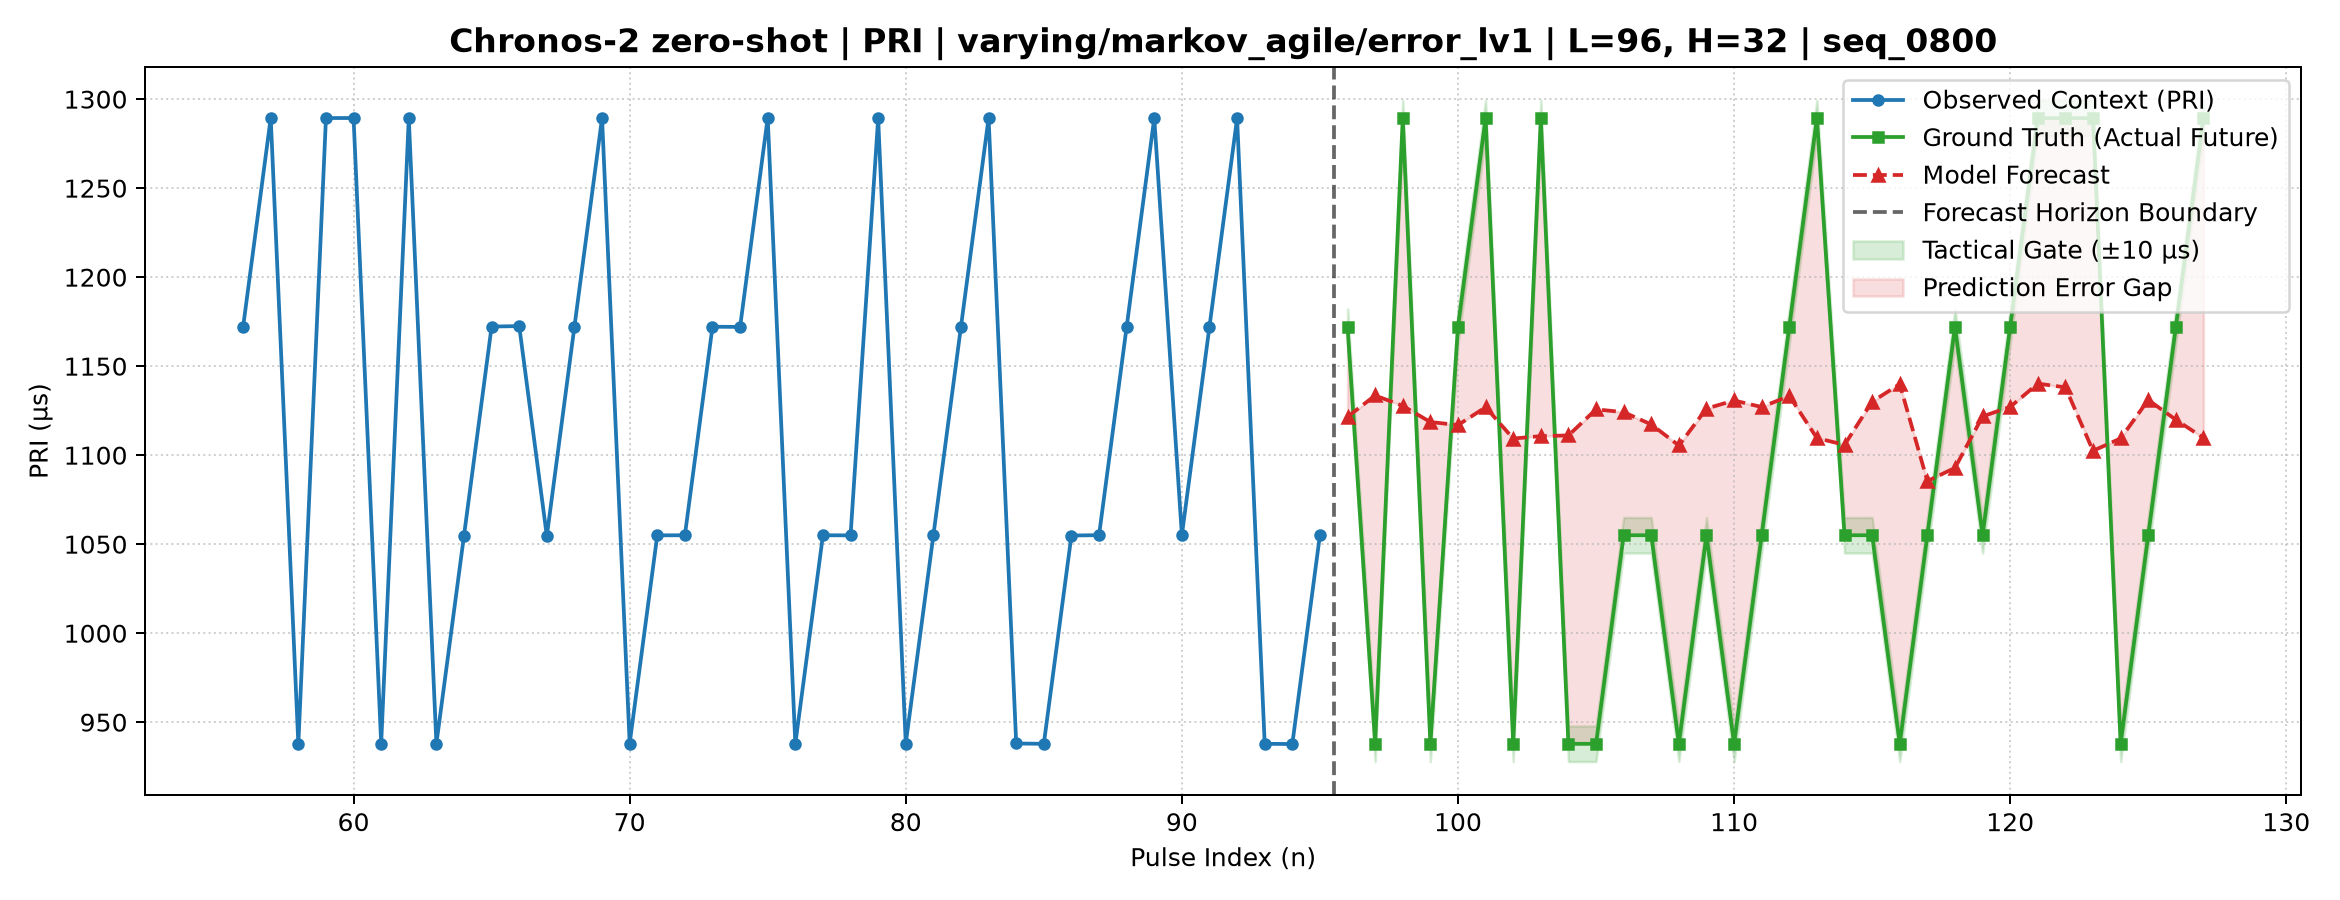 Chronos-2 zero-shot | PRI | varying/markov_agile/error_lv1 | L=96, H=32 | seq_0800
PRI (µs)
1300
1250
1200
1150
1100
1050
1000
950
Observed Context (PRI)
Ground Truth (Actual Future)
Model Forecast
Forecast Horizon Boundary
Tactical Gate (±10 µs)
Prediction Error Gap
60
70
80
90
100
110
120
130
Pulse Index (n)